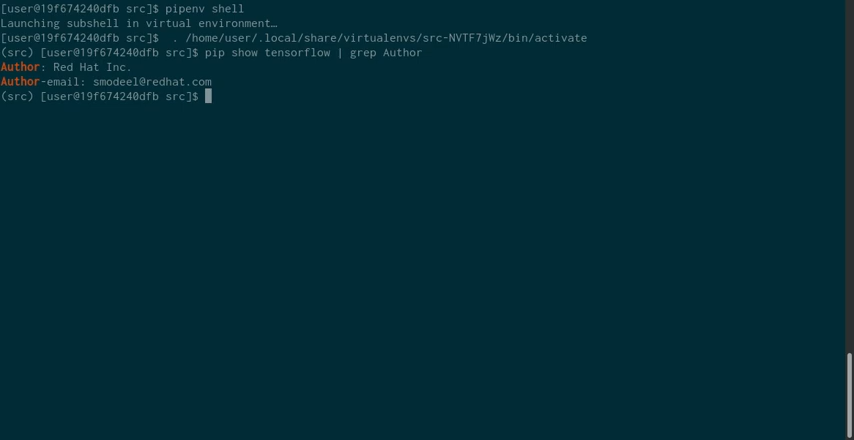 [user@19f674240dfb src]$ pipenv shell
Launching subshell in virtual environment…
[user@19f674240dfb src]$  . /home/user/.local/share/virtualenvs/src-NVTF7jWz/bin/activate
(src) [user@19f674240dfb src]$ pip show tensorflow | grep Author
Author: Red Hat Inc.
Author-email: smodeel@redhat.com
(src) [user@19f674240dfb src]$